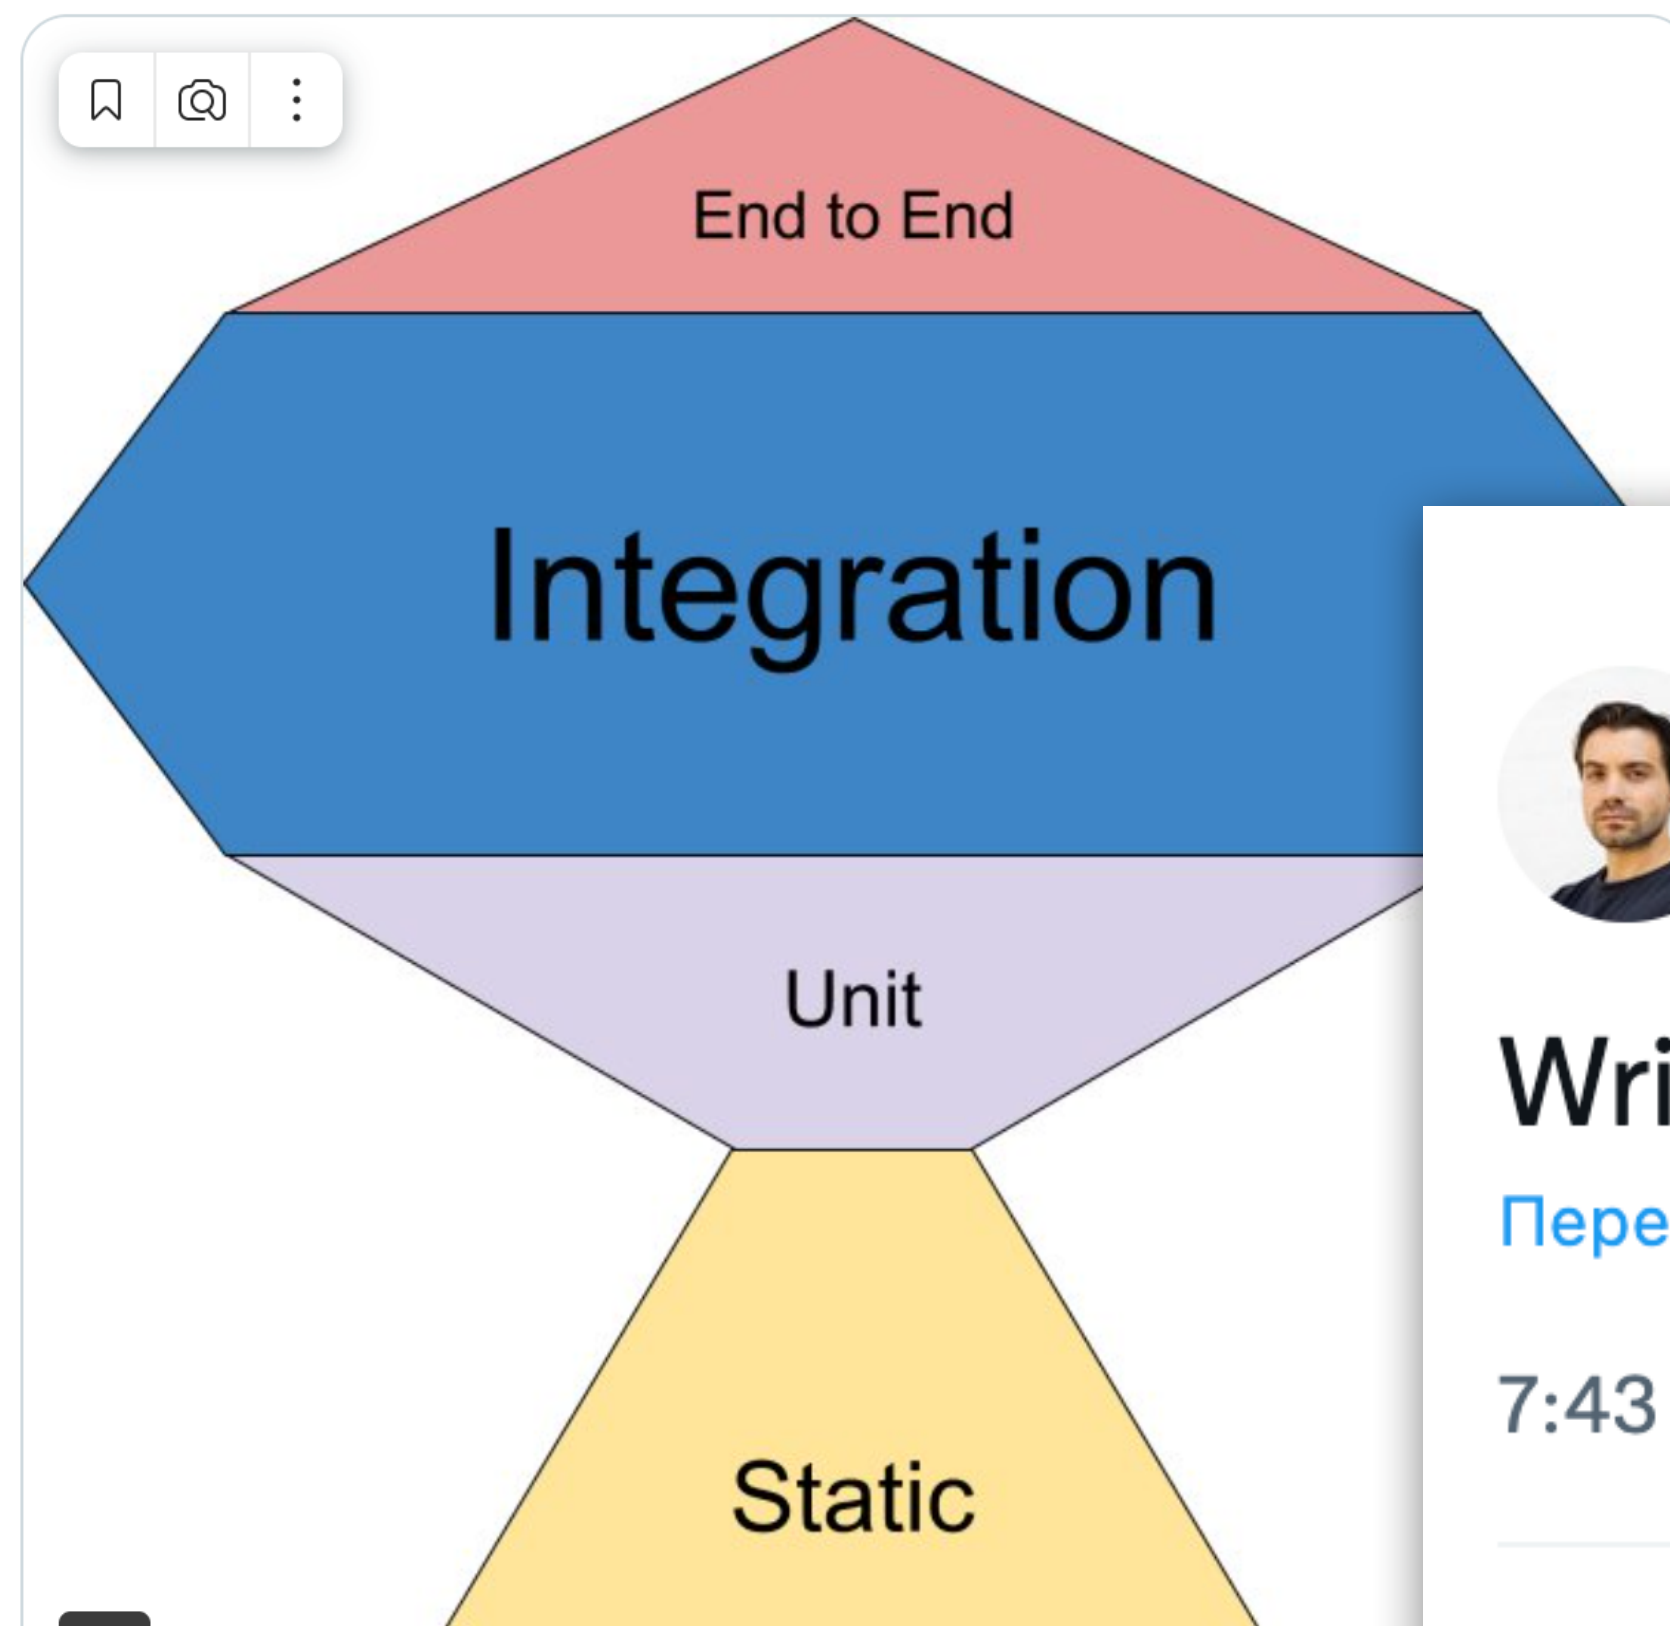 End to End
Integration
Unit
Static
Wri
Пере
7:43